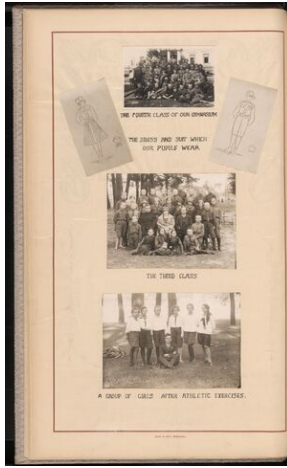 THE FOURTH CLASS OF OUR GYMNASIUM
THE DRESS AND SUIT WHICH
OUR PUPILS WEAR
THE THIRD CLASS
A GROUP OF GIRLS AFTER ATHLETIC EXERCISES.